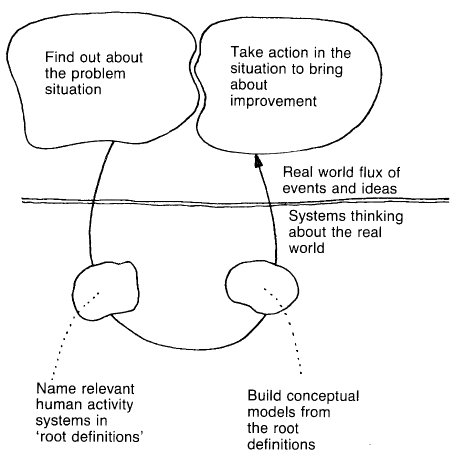 Find out about
the problem
situation
Take action in the
situation to bring
about
improvement
Real world flux of
events and ideas
Systems thinking
about the real
world
Name relevant
human activity
systems in
‘root definitions’
Build conceptual
models from
the root
definitions